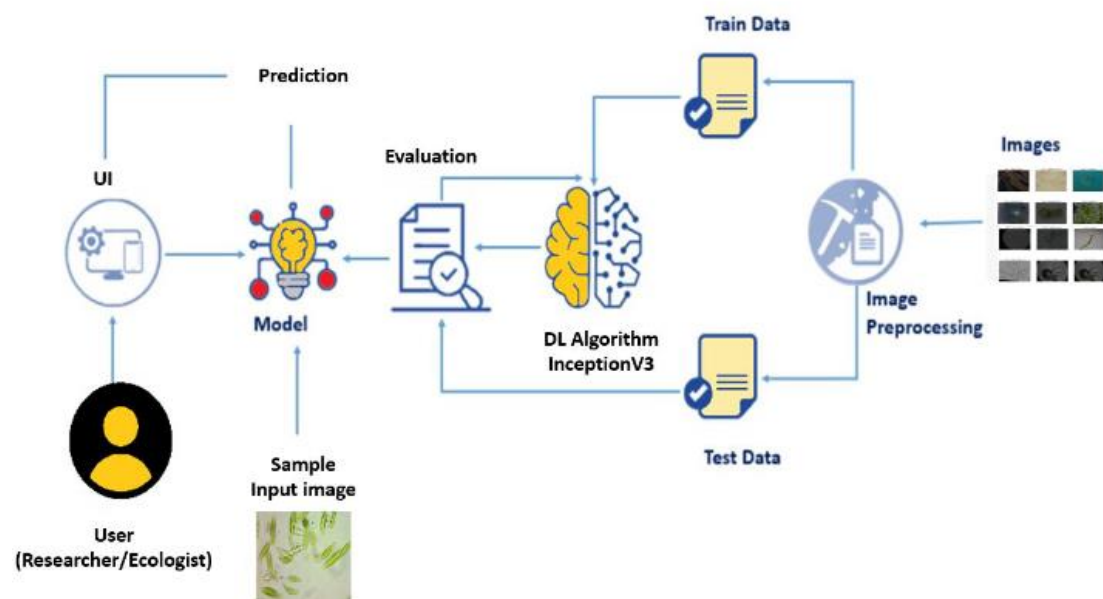 Train Data
Prediction
Images
Evaluation
UI
Image
Preprocessing
Model
DL Algorithm
InceptionV3
Test Data
Sample
Input image
User
(Researcher/Ecologist)